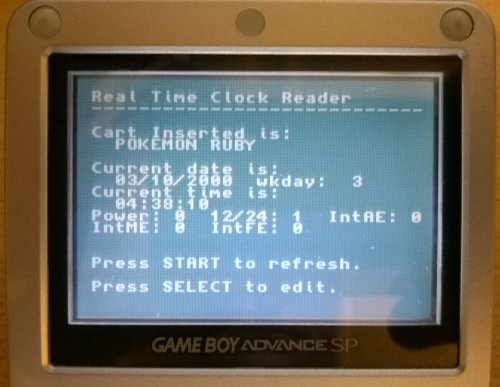 Real Time Clock Reader
-----------------------------
Cart Inserted is:
POKEMON RUBY
Current date is:
03/10/2000 wkday: 3
Current time is:
04:38:10
Power: 0 12/24: 1 IntAE: 0
IntME: 0 IntFE: 0
Press START to refresh.
Press SELECT to edit.
GAME BOY ADVANCE SP